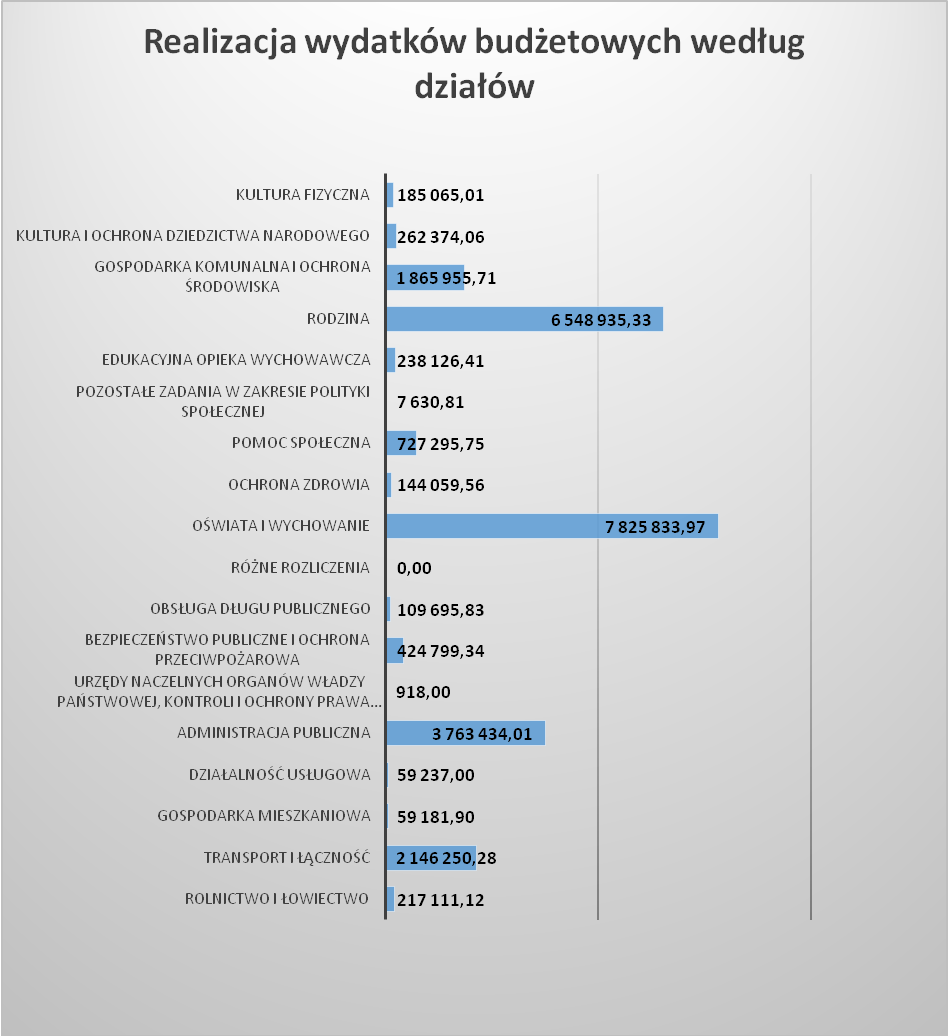 Realizacja wydatków budżetowych według
działów
KULTURA FIZYCZNA 185 065,01
KULTURA I OCHRONA DZIEDZICTWA NARODOWEGO 262 374,06
GOSPODARKA KOMUNALNA I OCHRONA
ŚRODOWISKA 1 865 955,71
RODZINA 6 548 935,33
EDUKACYJNA OPIEKA WYCHOWAWCZA 238 126,41
POZOSTAŁE ZADANIA W ZAKRESIE POLITYKI
SPOŁECZNEJ 7 630,81
POMOC SPOŁECZNA 727 295,75
OCHRONA ZDROWIA 144 059,56
OŚWIATA I WYCHOWANIE 7 825 833,97
RÓŻNE ROZLICZENIA 0,00
OBSŁUGA DŁUGU PUBLICZNEGO 109 695,83
BEZPIECZEŃSTWO PUBLICZNE I OCHRONA
PRZECIWPOŻAROWA 424 799,34
URZĘDY NACZELNYCH ORGANÓW WŁADZY
PAŃSTWOWEJ, KONTROLI I OCHRONY PRAWA... 918,00
ADMINISTRACJA PUBLICZNA 3 763 434,01
DZIAŁALNOŚĆ USŁUGOWA 59 237,00
GOSPODARKA MIESZKANIOWA 59 181,90
TRANSPORT I ŁĄCZNOŚĆ 2 146 250,28
ROLNICTWO I ŁOWIECTWO 217 111,12